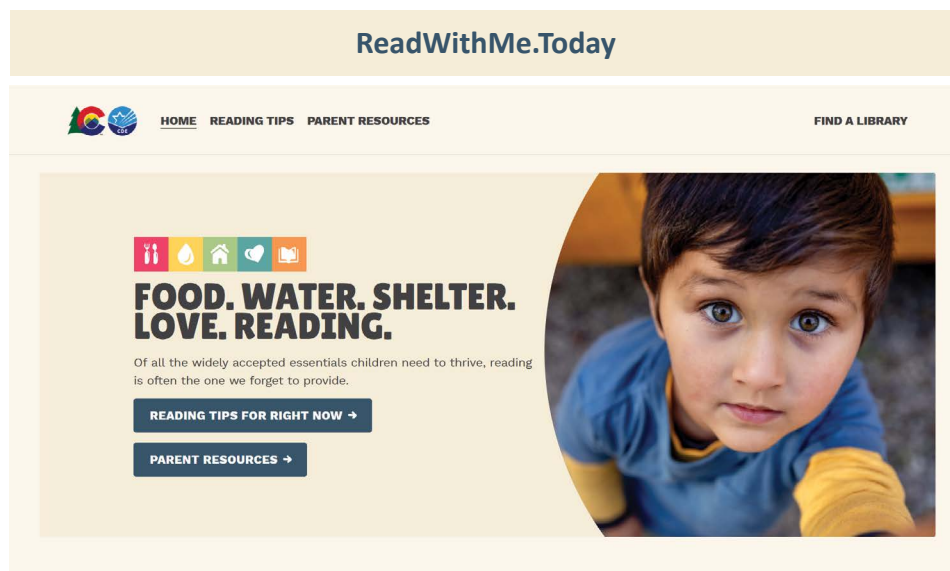 ReadWithMe.Today
CDE
HOME READING TIPS PARENT RESOURCES FIND A LIBRARY
FOOD. WATER. SHELTER.
LOVE. READING.
Of all the widely accepted essentials children need to thrive, reading
is often the one we forget to provide.
READING TIPS FOR RIGHT NOW →
PARENT RESOURCES →